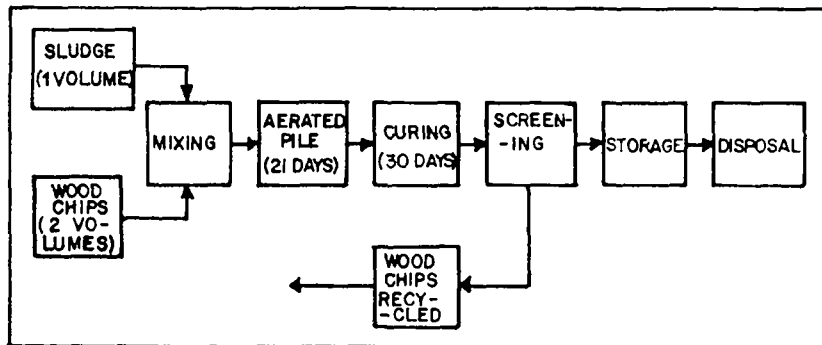 SLUDGE
(1 VOLUME)
WOOD
CHIPS
(2 VO-
LUMES)
MIXING
AERATED
PILE
(21 DAYS)
CURING
(30 DAYS)
SCREEN-
-ING
STORAGE
DISPOSAL
WOOD
CHIPS
RECY-
-CLED